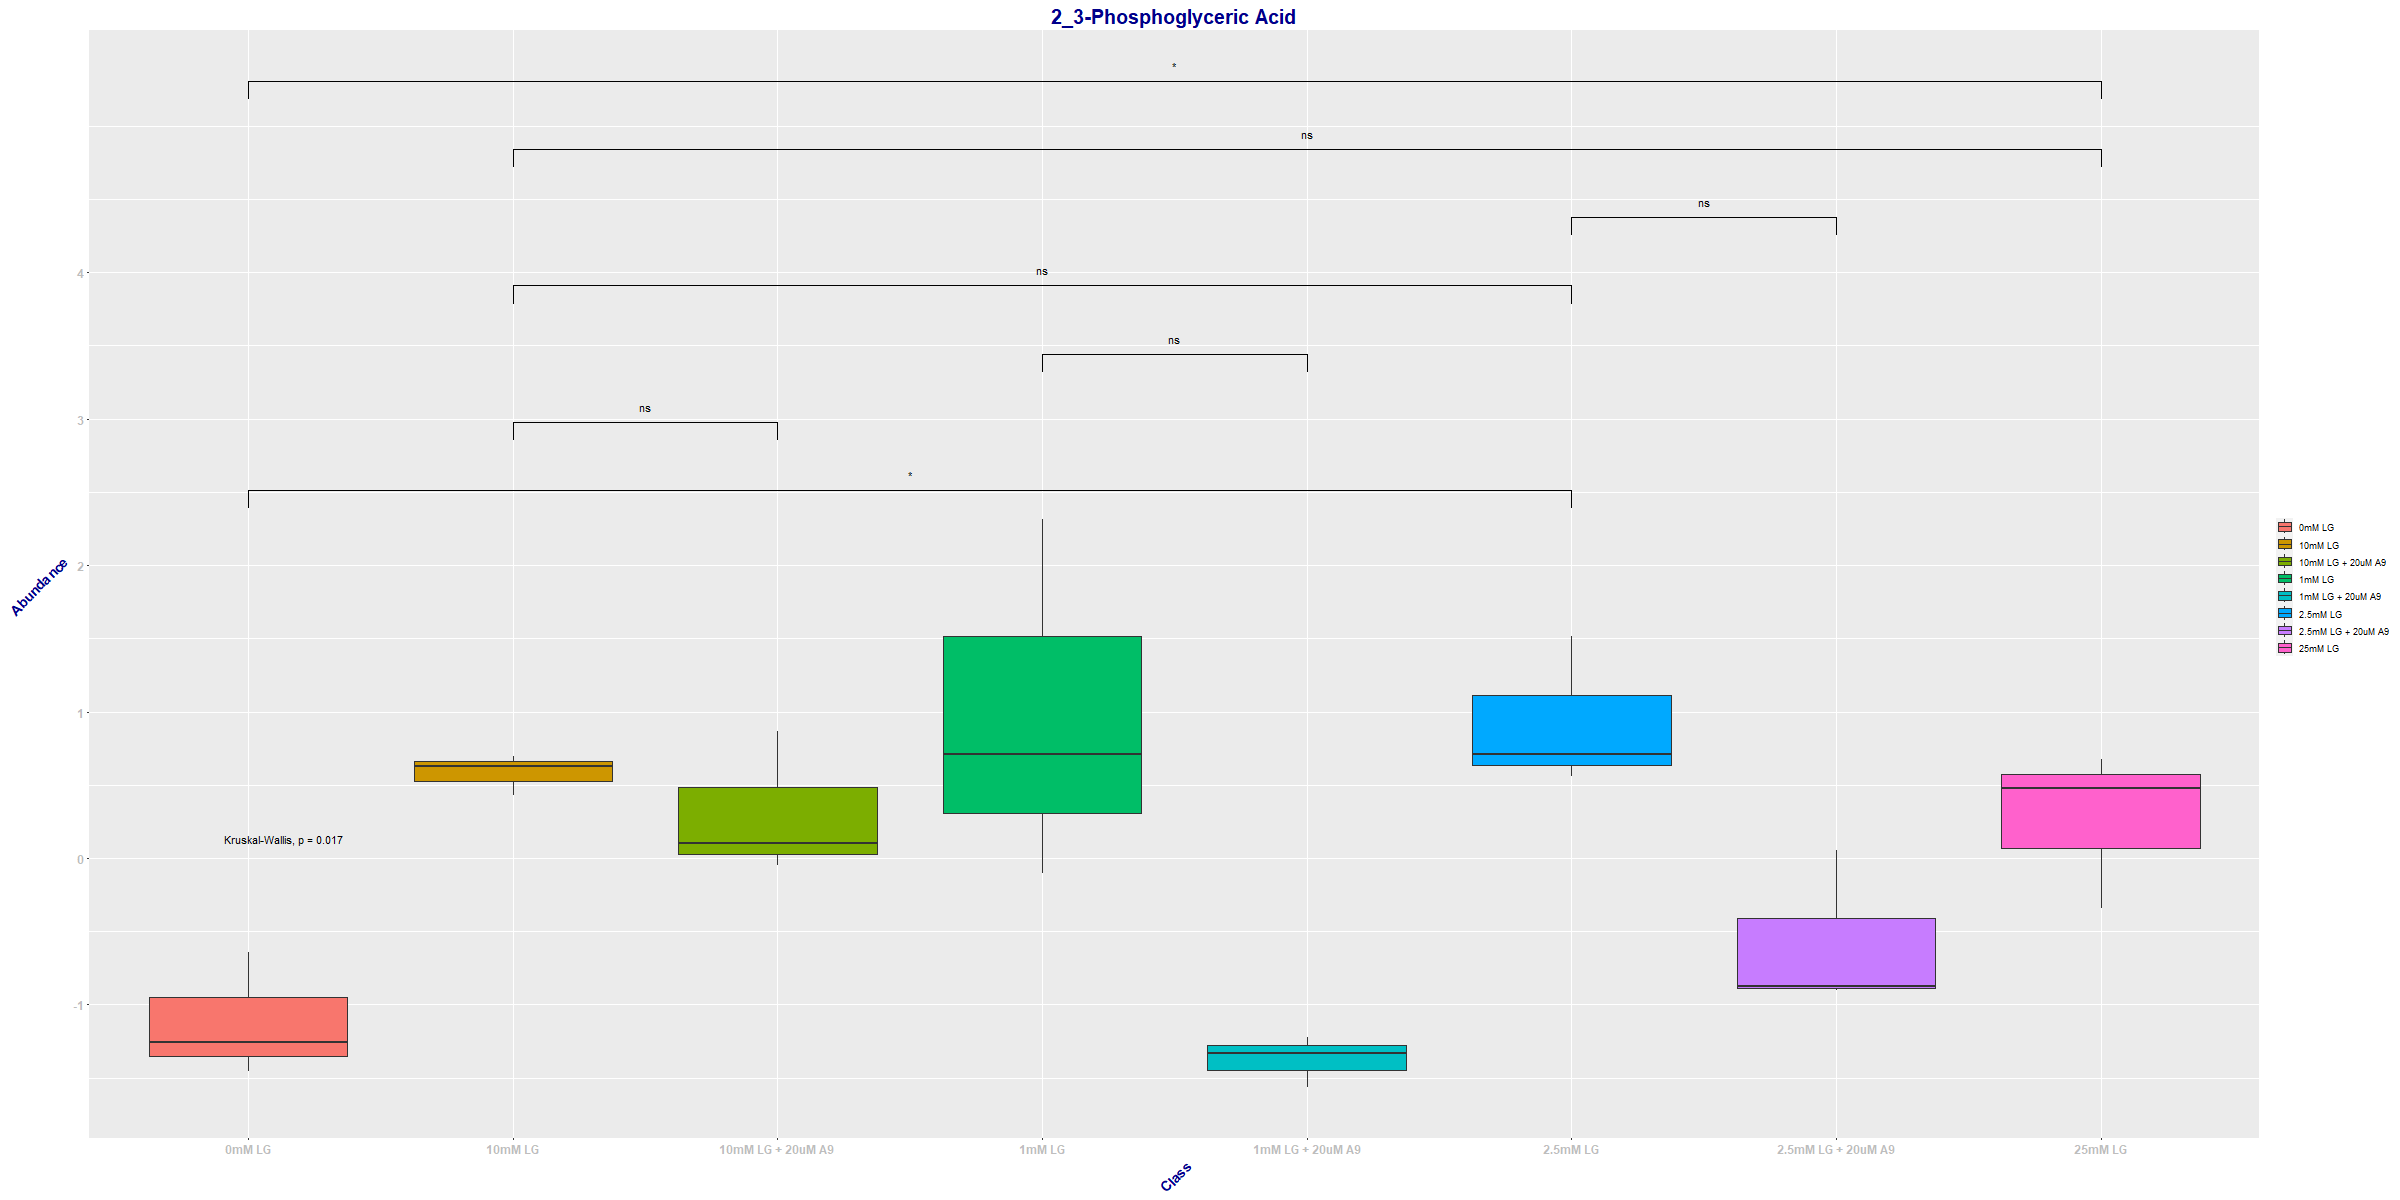 2_3-Phosphoglyceric Acid
*
ns
ns
ns
ns
ns
*
4
3
2
1
0
-1
Abundance
Kruskal-Wallis, p = 0.017
0mM LG
10mM LG
10mM LG + 20uM A9
1mM LG
1mM LG + 20uM A9
2.5mM LG
2.5mM LG + 20uM A9
25mM LG
Class
0mM LG
10mM LG
10mM LG + 20uM A9
1mM LG
1mM LG + 20uM A9
2.5mM LG
2.5mM LG + 20uM A9
25mM LG